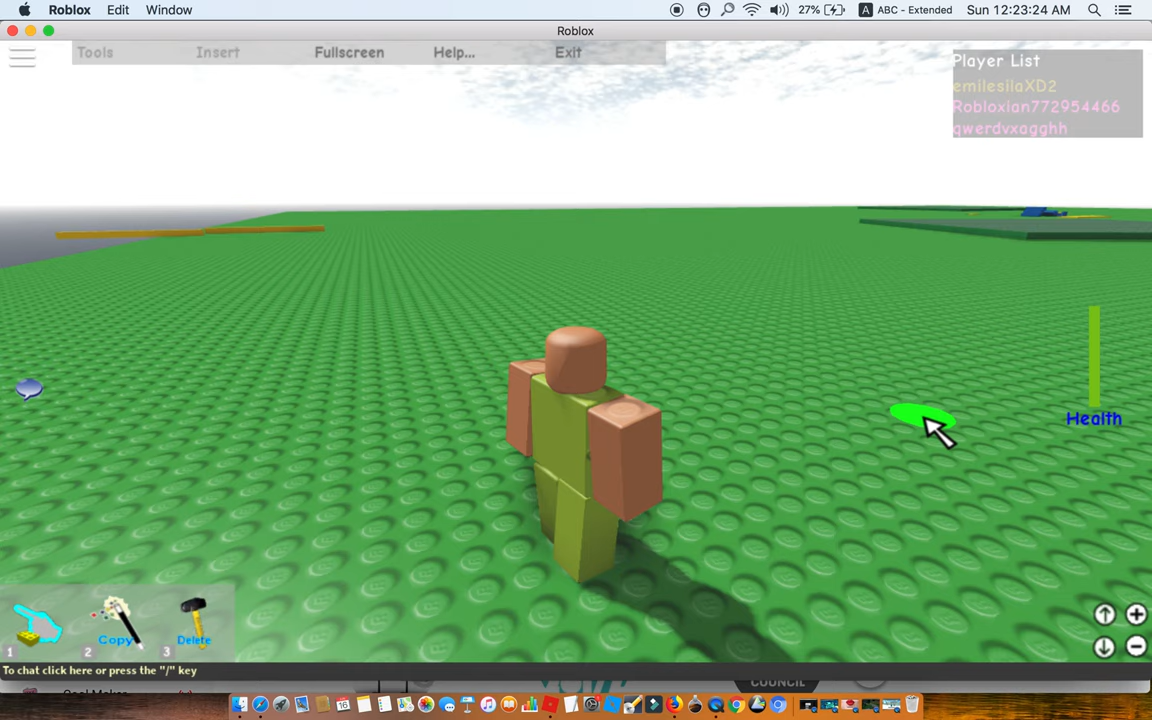 Roblox Edit Window 27% A ABC - Extended Sun 12:23:24 AM
Roblox
Tools Insert Fullscreen Help... Exit
Player List
emilesilaXD2
Robloxian772954466
qwerdvxagghh
Health
Copy Delete
1 2 3
To chat click here or press the "/" key
COUNCIL
16